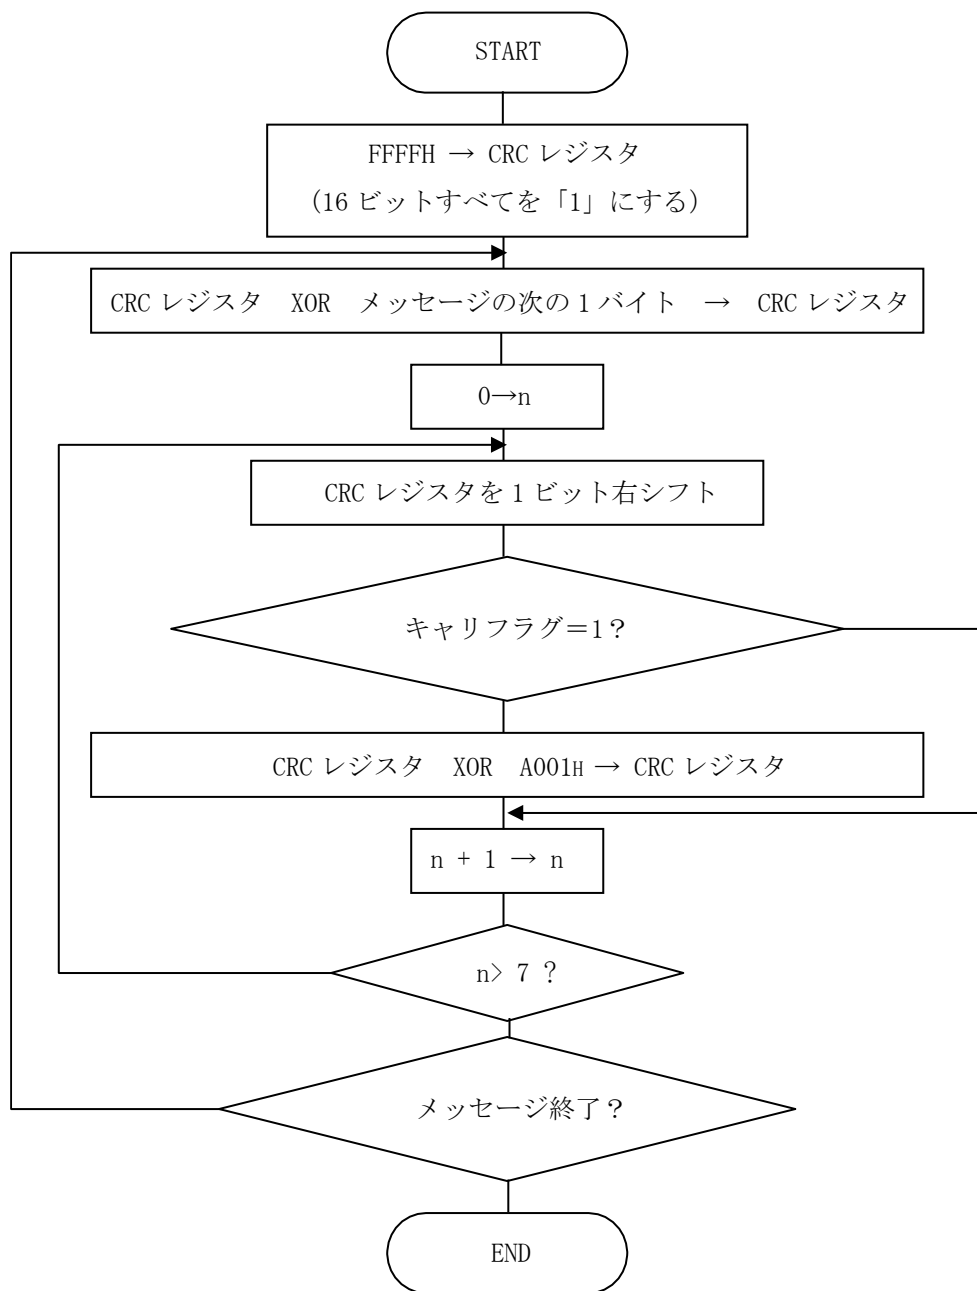 START
FFFFH → CRC レジスタ
(16 ビットすべてを「1」にする)
CRC レジスタ　XOR　メッセージの次の 1 バイト　→　CRC レジスタ
0→n
CRC レジスタを 1 ビット右シフト
キャリフラグ＝1？
CRC レジスタ　XOR　A001H → CRC レジスタ
n + 1 → n
n> 7 ？
メッセージ終了？
END